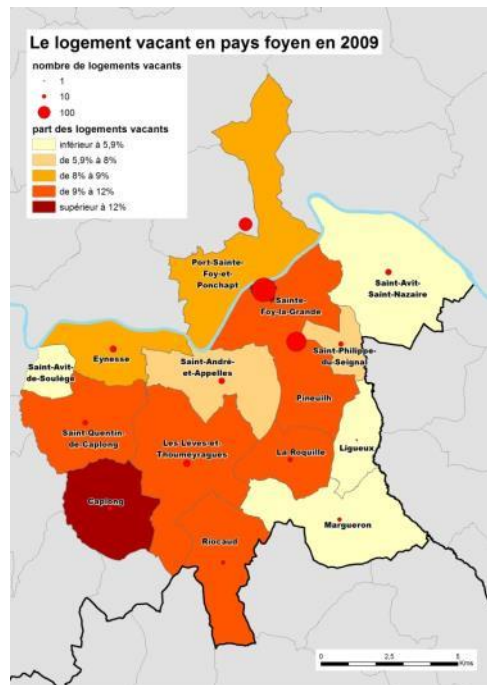 Le logement vacant en pays foyen en 2009
nombre de logements vacants
1
10
100
part des logements vacants
inférieur à 5,9%
de 5,9% à 8%
de 8% à 9%
de 9% à 12%
supérieur à 12%
Port-Sainte-
Foy-et-
Ponchapt
Saint-Avit-
Saint-Nazaire
Sainte-
Foy-la-Grande
Saint-Philippe-
du-Seignal
Eynesse
Saint-Avit-
de-Soulège
Saint-André-
et-Appelles
Pineuilh
Saint-Quentin-
de-Caplong
Les Lèves-et-
Thoumeyragues
La Roquille
Ligueux
Caplong
Margueron
Riocaud
0 2,5 5
Kms